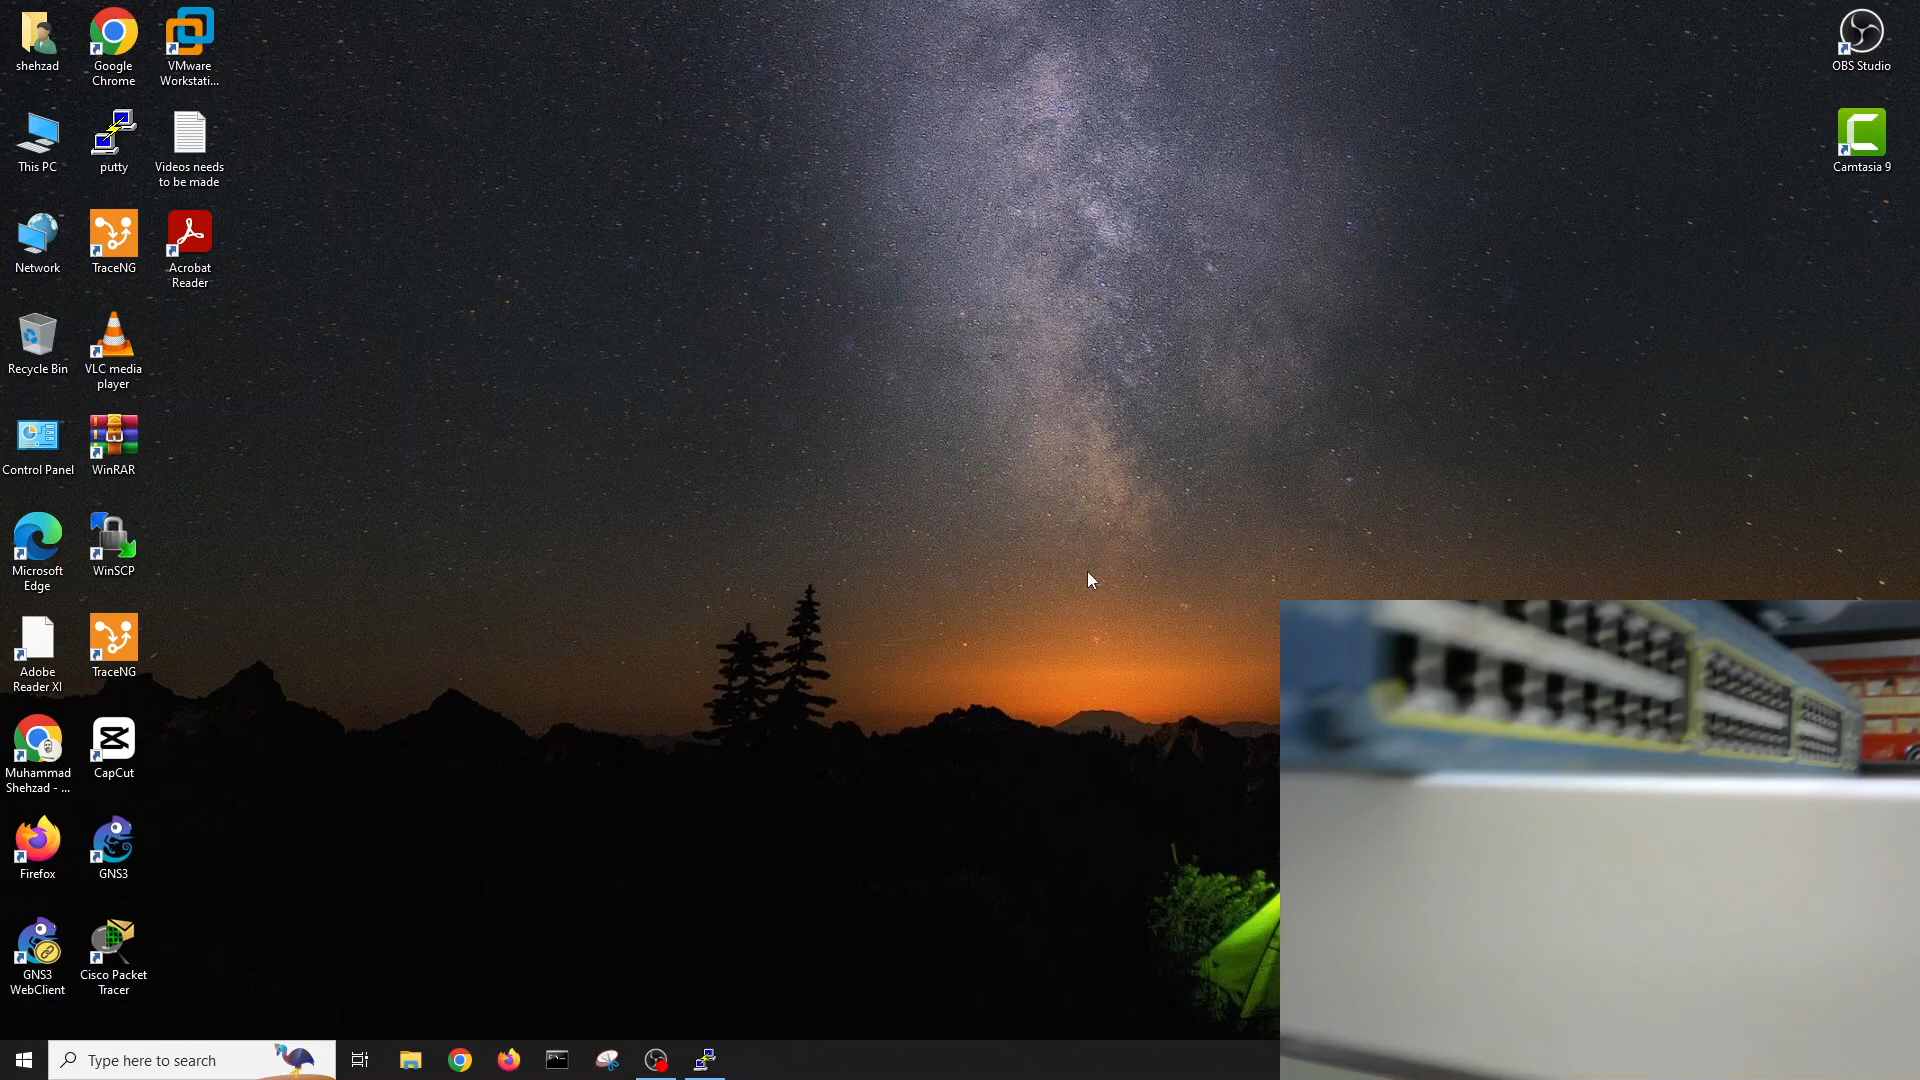 shehzad
Google
Chrome
VMware
Workstati...
OBS Studio
This PC
putty
Videos needs
to be made
Camtasia 9
Network
TraceNG
Acrobat
Reader
Recycle Bin
VLC media
player
Control Panel
WinRAR
Microsoft
Edge
WinSCP
Adobe
Reader XI
TraceNG
Muhammad
Shehzad - ...
CapCut
Firefox
GNS3
GNS3
WebClient
Cisco Packet
Tracer
Type here to search